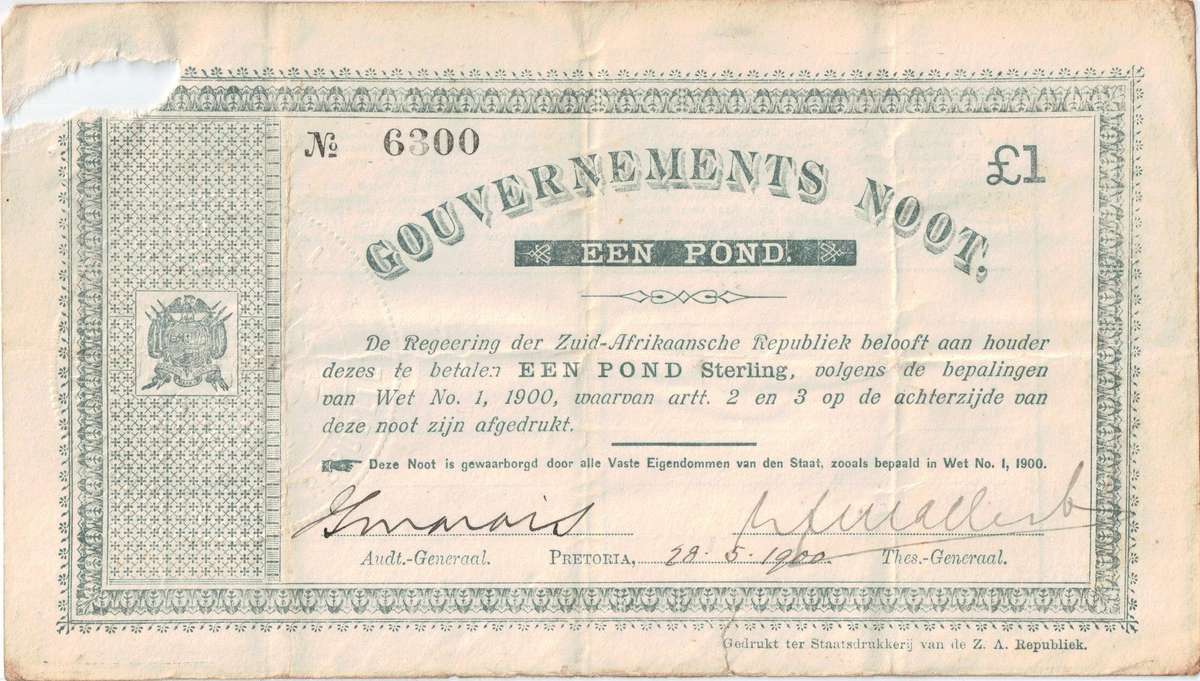 № 6300
£1
GOUVERNEMENTS NOOT,
EEN POND.
De Regeering der Zuid-Afrikaansche Republiek belooft aan houder
dezes te betalen EEN POND Sterling, volgens de bepalingen
van Wet No. 1, 1900, waarvan artt. 2 en 3 op de achterzijde van
deze noot zijn afgedrukt.
Deze Noot is gewaarborgd door alle Vaste Eigendommen van den Staat, zooals bepaald in Wet No. 1, 1900.
Audt.-Generaal. PRETORIA, 28-5-1900 Thes.-Generaal.
Gedrukt ter Staatsdrukkerij van de Z. A. Republiek.